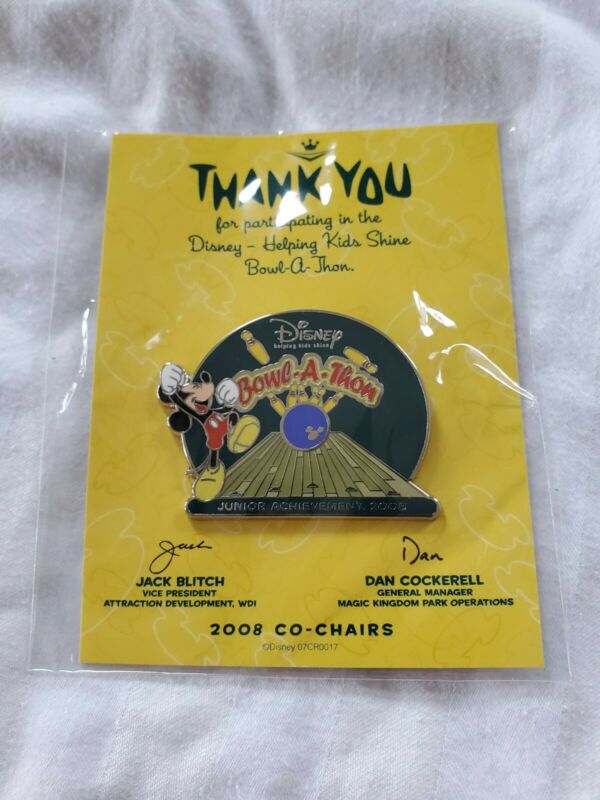 THANK YOU
for participating in the
Disney - Helping Kids Shine
Bowl-A-Thon.
Disney
helping kids shine
Bowl-A-Thon
JUNIOR ACHIEVEMENT 2008
Jack
Dan
JACK BLITCH
VICE PRESIDENT
ATTRACTION DEVELOPMENT, WDI
DAN COCKERELL
GENERAL MANAGER
MAGIC KINGDOM PARK OPERATIONS
2008 CO-CHAIRS
©Disney 07CR0017